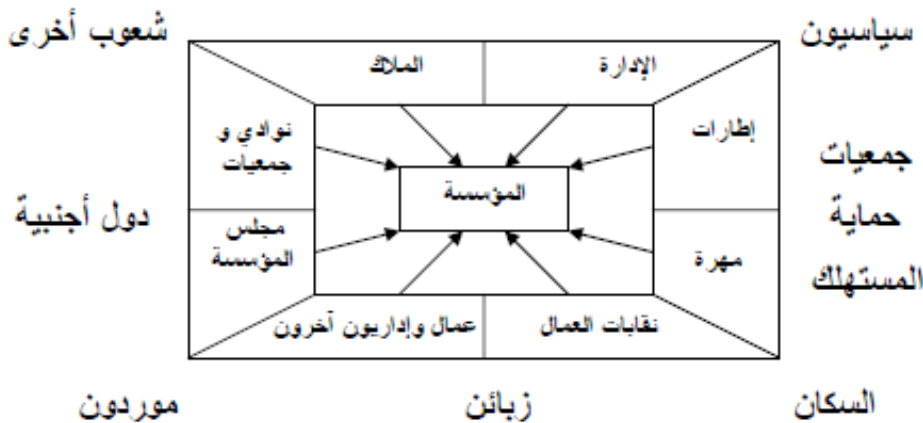 سياسيون
شعوب أخرى
الإدارة
الملاك
إطارات
نوادي و
جمعيات
جمعيات
حماية
المستهلك
المؤسسة
دول أجنبية
مجلس
المؤسسة
مهرة
نقابات العمال
عمال وإداريون آخرون
السكان
زبائن
موردون